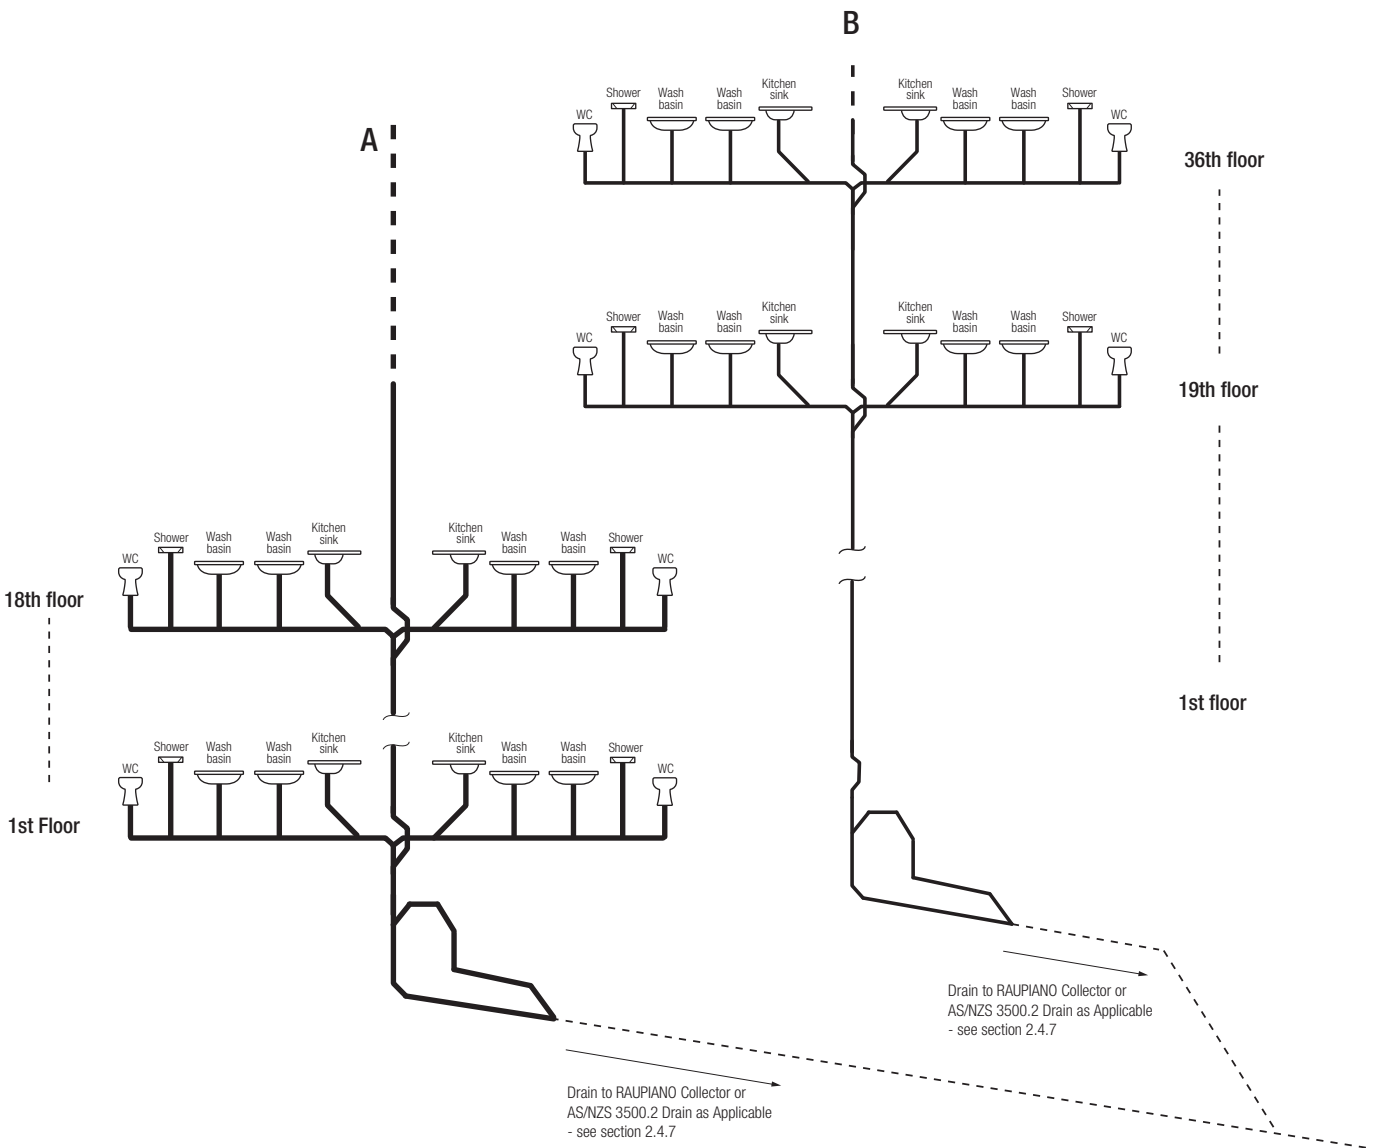 B
Shower
Wash
basin
Wash
basin
Kitchen
sink
Kitchen
sink
Wash
basin
Wash
basin
Shower
WC
WC
A
36th floor
Shower
Wash
basin
Wash
basin
Kitchen
sink
Kitchen
sink
Wash
basin
Wash
basin
Shower
WC
WC
19th floor
Shower
Wash
basin
Wash
basin
Kitchen
sink
Kitchen
sink
Wash
basin
Wash
basin
Shower
WC
WC
18th floor
1st floor
Shower
Wash
basin
Wash
basin
Kitchen
sink
Kitchen
sink
Wash
basin
Wash
basin
Shower
WC
WC
1st Floor
Drain to RAUPIANO Collector or
AS/NZS 3500.2 Drain as Applicable
- see section 2.4.7
Drain to RAUPIANO Collector or
AS/NZS 3500.2 Drain as Applicable
- see section 2.4.7